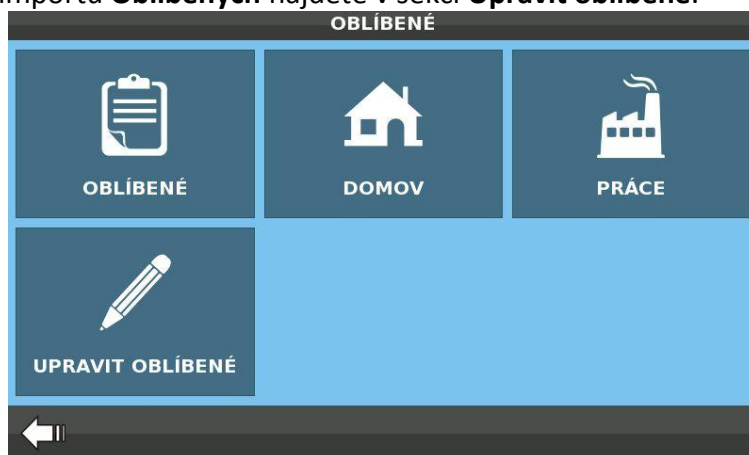 importu Oblíbených najdete v sekci Upravit oblíbené.
OBLÍBENÉ
OBLÍBENÉ
DOMOV
PRÁCE
UPRAVIT OBLÍBENÉ